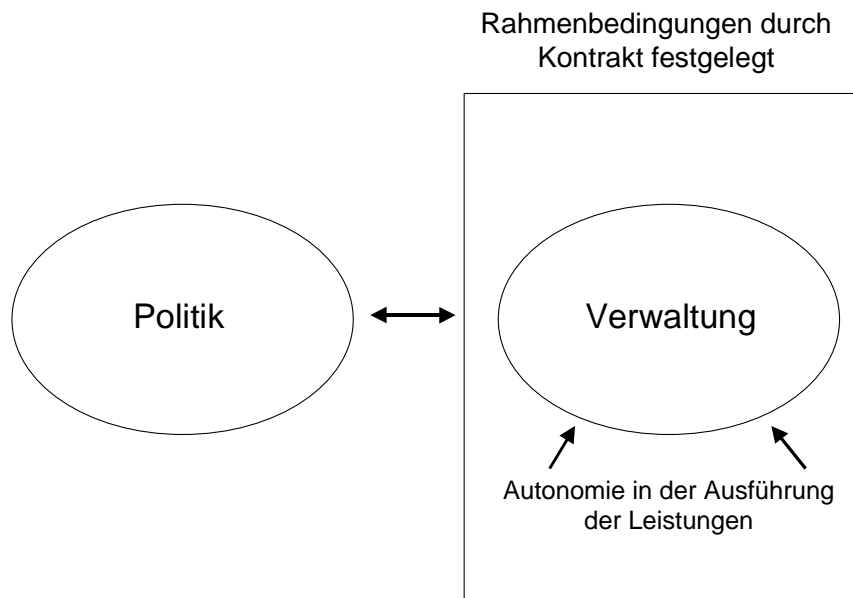 Rahmenbedingungen durch
Kontrakt festgelegt
Politik
Verwaltung
Autonomie in der Ausführung
der Leistungen